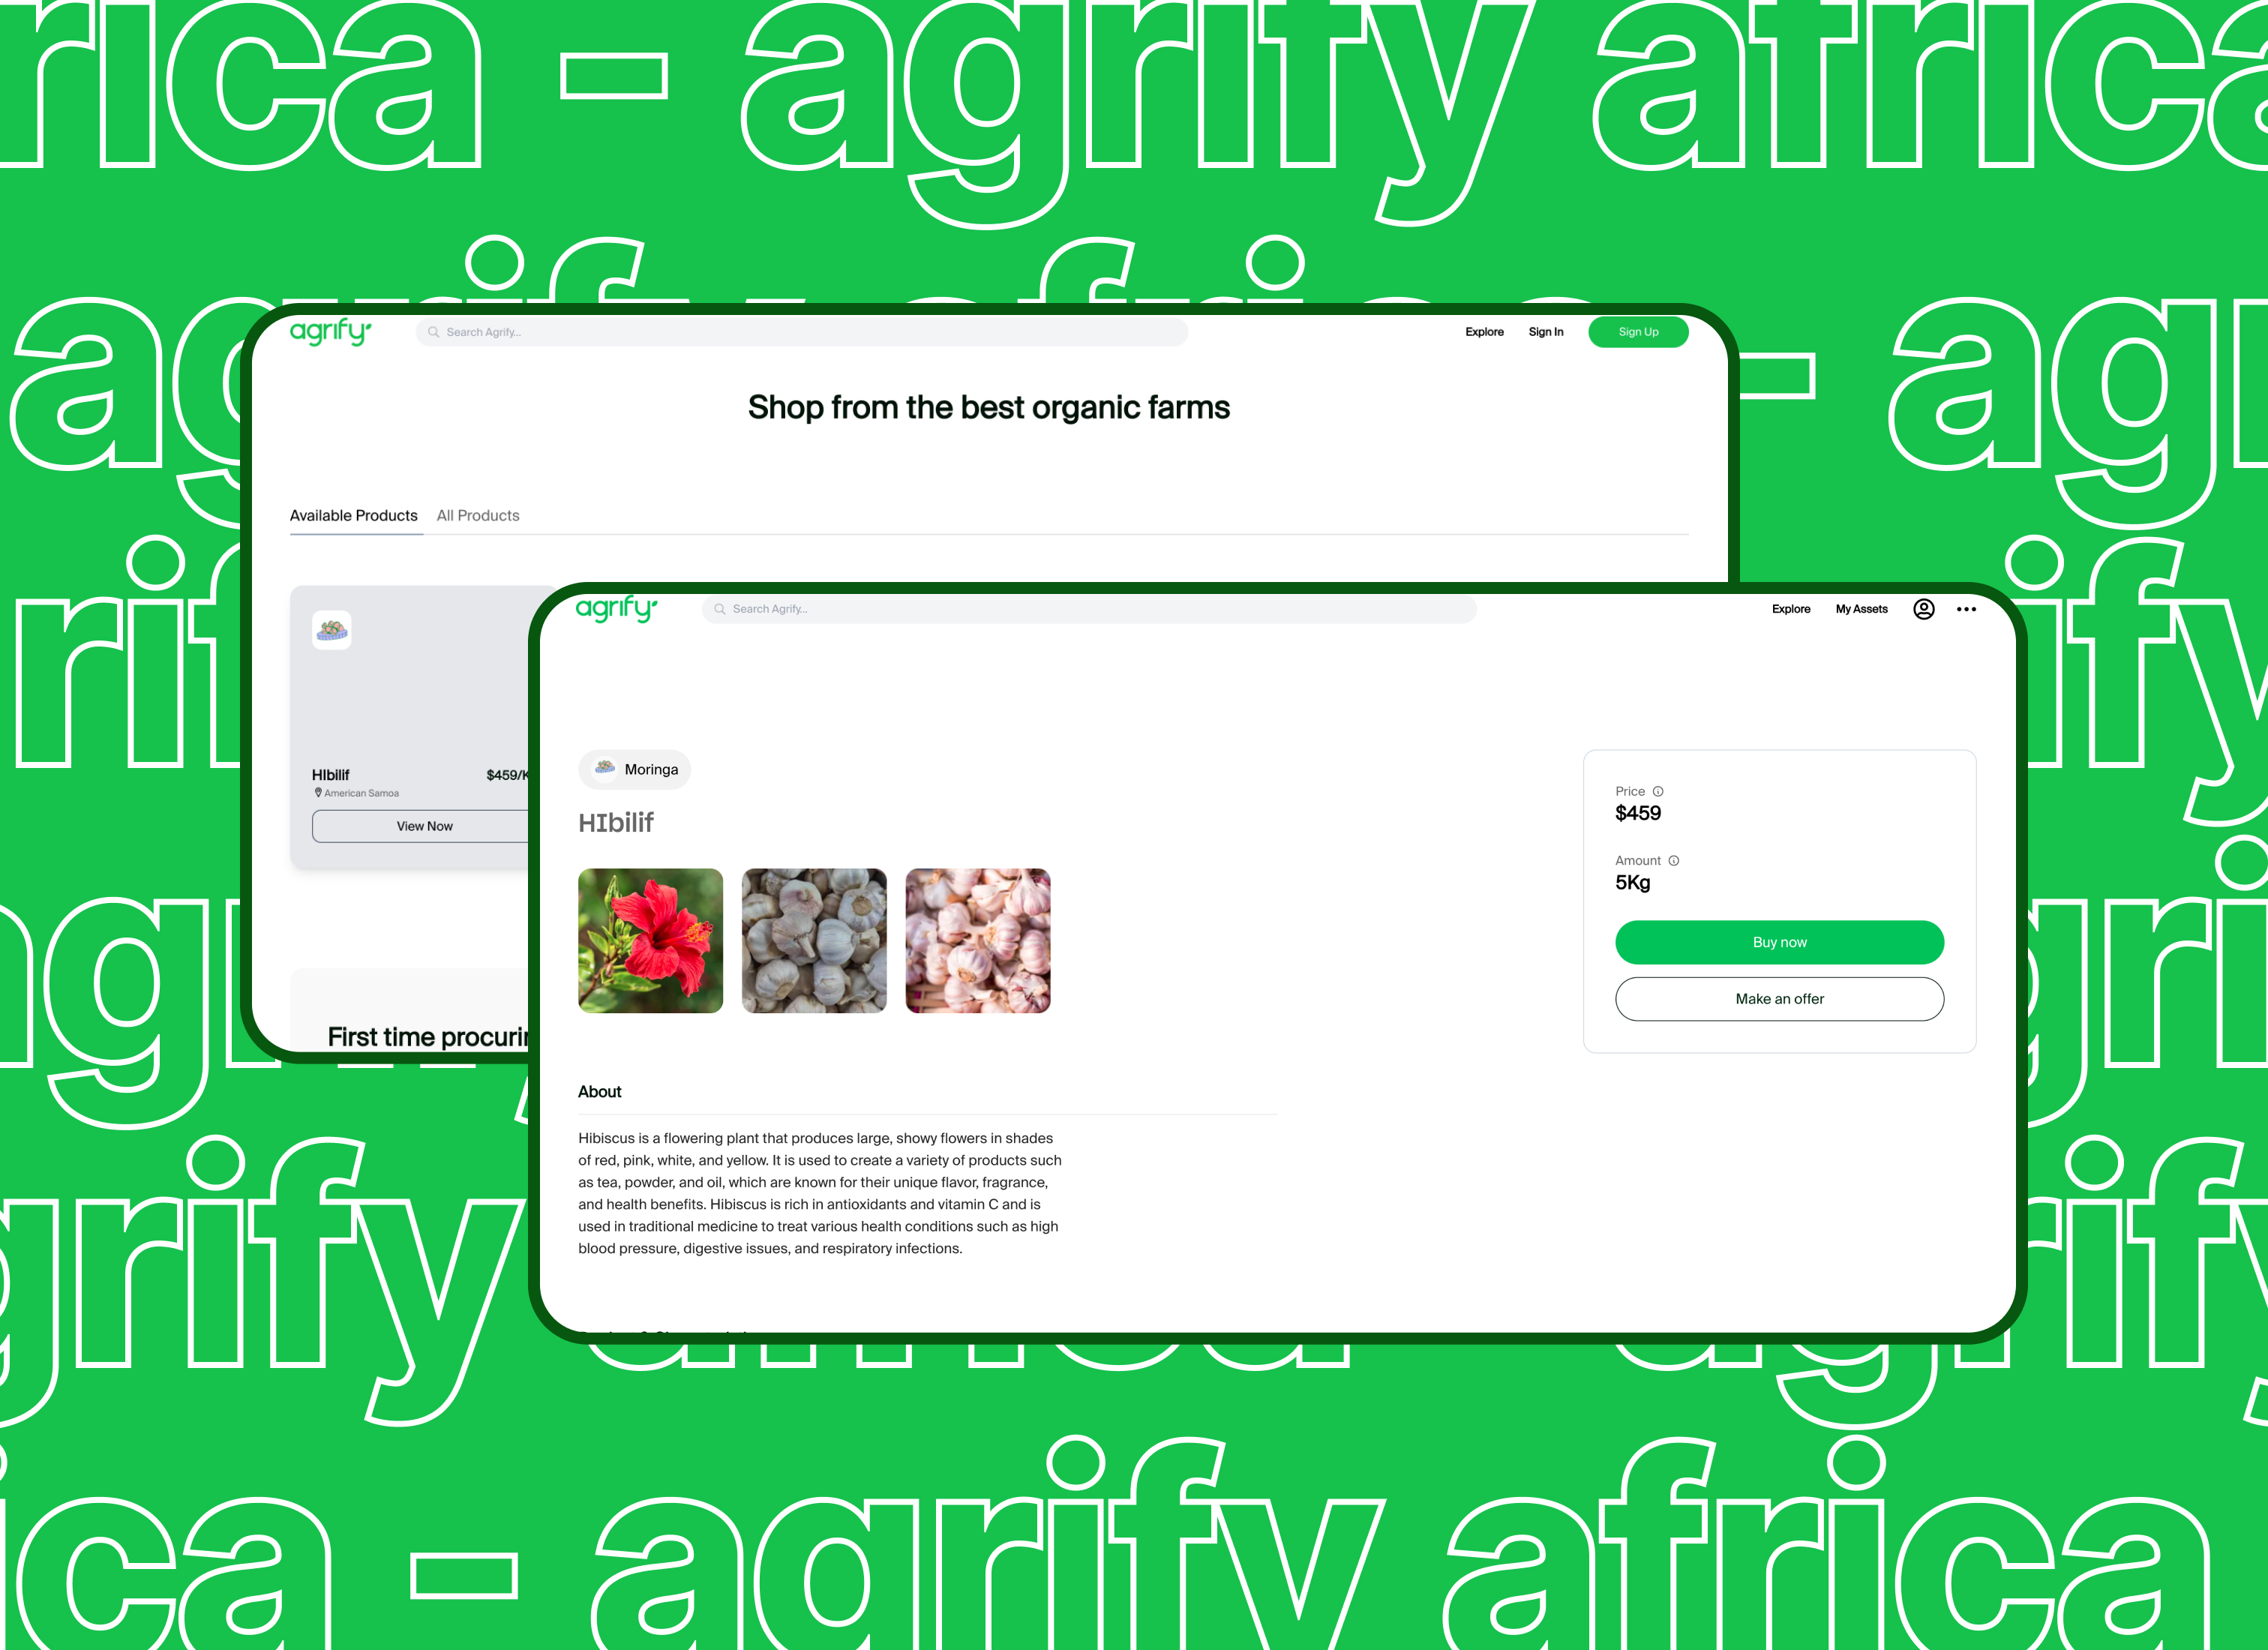 rica - agrify africa
agrify
Search Agrify...
Explore
Sign In
Sign Up
Shop from the best organic farms
- agr
Available Products
All Products
HIbilif
American Samoa
View Now
First time procurin
agrify
Search Agrify...
Explore
My Assets
Moringa
HIbilif
Price
$459
Amount
5Kg
Buy now
Make an offer
About
Hibiscus is a flowering plant that produces large, showy flowers in shades
of red, pink, white, and yellow. It is used to create a variety of products such
as tea, powder, and oil, which are known for their unique flavor, fragrance,
and health benefits. Hibiscus is rich in antioxidants and vitamin C and is
used in traditional medicine to treat various health conditions such as high
blood pressure, digestive issues, and respiratory infections.
grify
ica - agrify africa